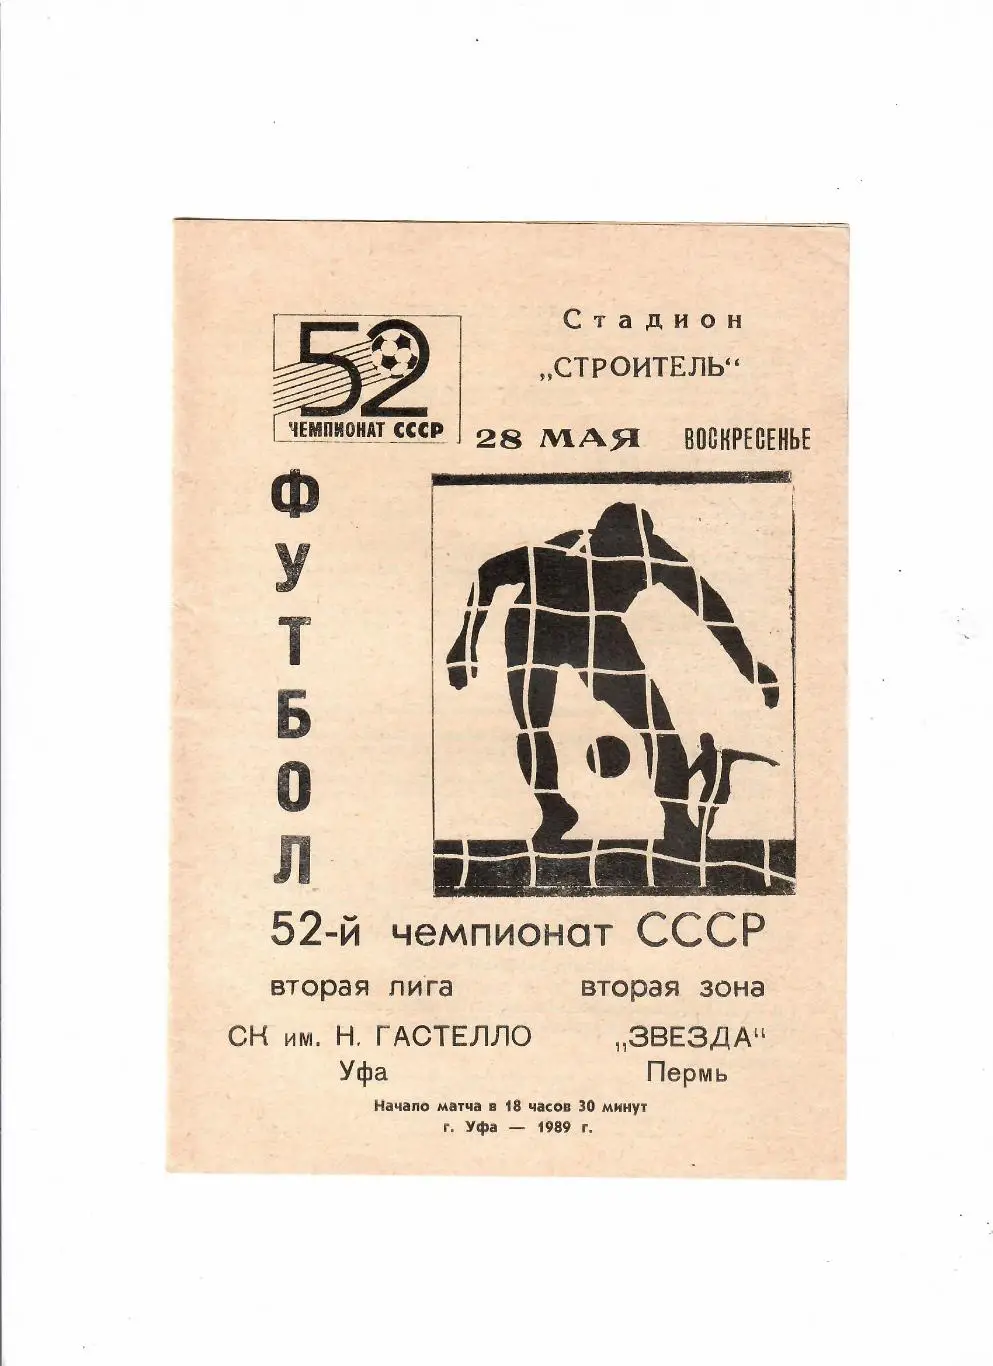 52
ЧЕМПИОНАТ СССР
Стадион
„СТРОИТЕЛЬ“
28 МАЯ ВОСКРЕСЕНЬЕ
ФУТБОЛ
52-й чемпионат СССР
вторая лига вторая зона
СК им. Н. ГАСТЕЛЛО „ЗВЕЗДА“
Уфа Пермь
Начало матча в 18 часов 30 минут
г. Уфа — 1989 г.